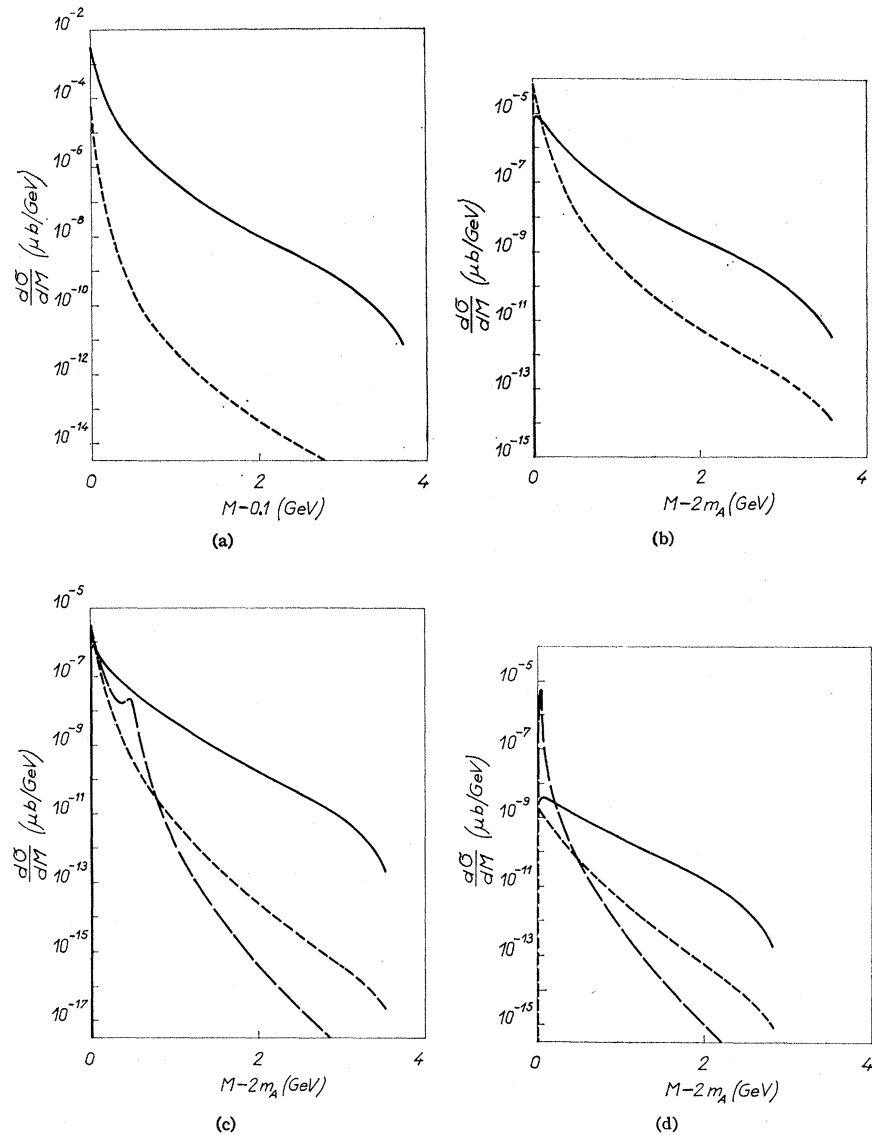 10⁻²
10⁻⁴
10⁻⁶
10⁻⁸
10⁻¹⁰
10⁻¹²
10⁻¹⁴
dσ/dM (μb/GeV)
0 2 4
M-0.1 (GeV)
(a)
10⁻⁵
10⁻⁷
10⁻⁹
10⁻¹¹
10⁻¹³
10⁻¹⁵
dσ/dM (μb/GeV)
0 2 4
M-2m_A (GeV)
(b)
10⁻⁵
10⁻⁷
10⁻⁹
10⁻¹¹
10⁻¹³
10⁻¹⁵
10⁻¹⁷
dσ/dM (μb/GeV)
0 2 4
M-2m_A (GeV)
(c)
10⁻⁵
10⁻⁷
10⁻⁹
10⁻¹¹
10⁻¹³
10⁻¹⁵
dσ/dM (μb/GeV)
0 2 4
M-2m_A (GeV)
(d)